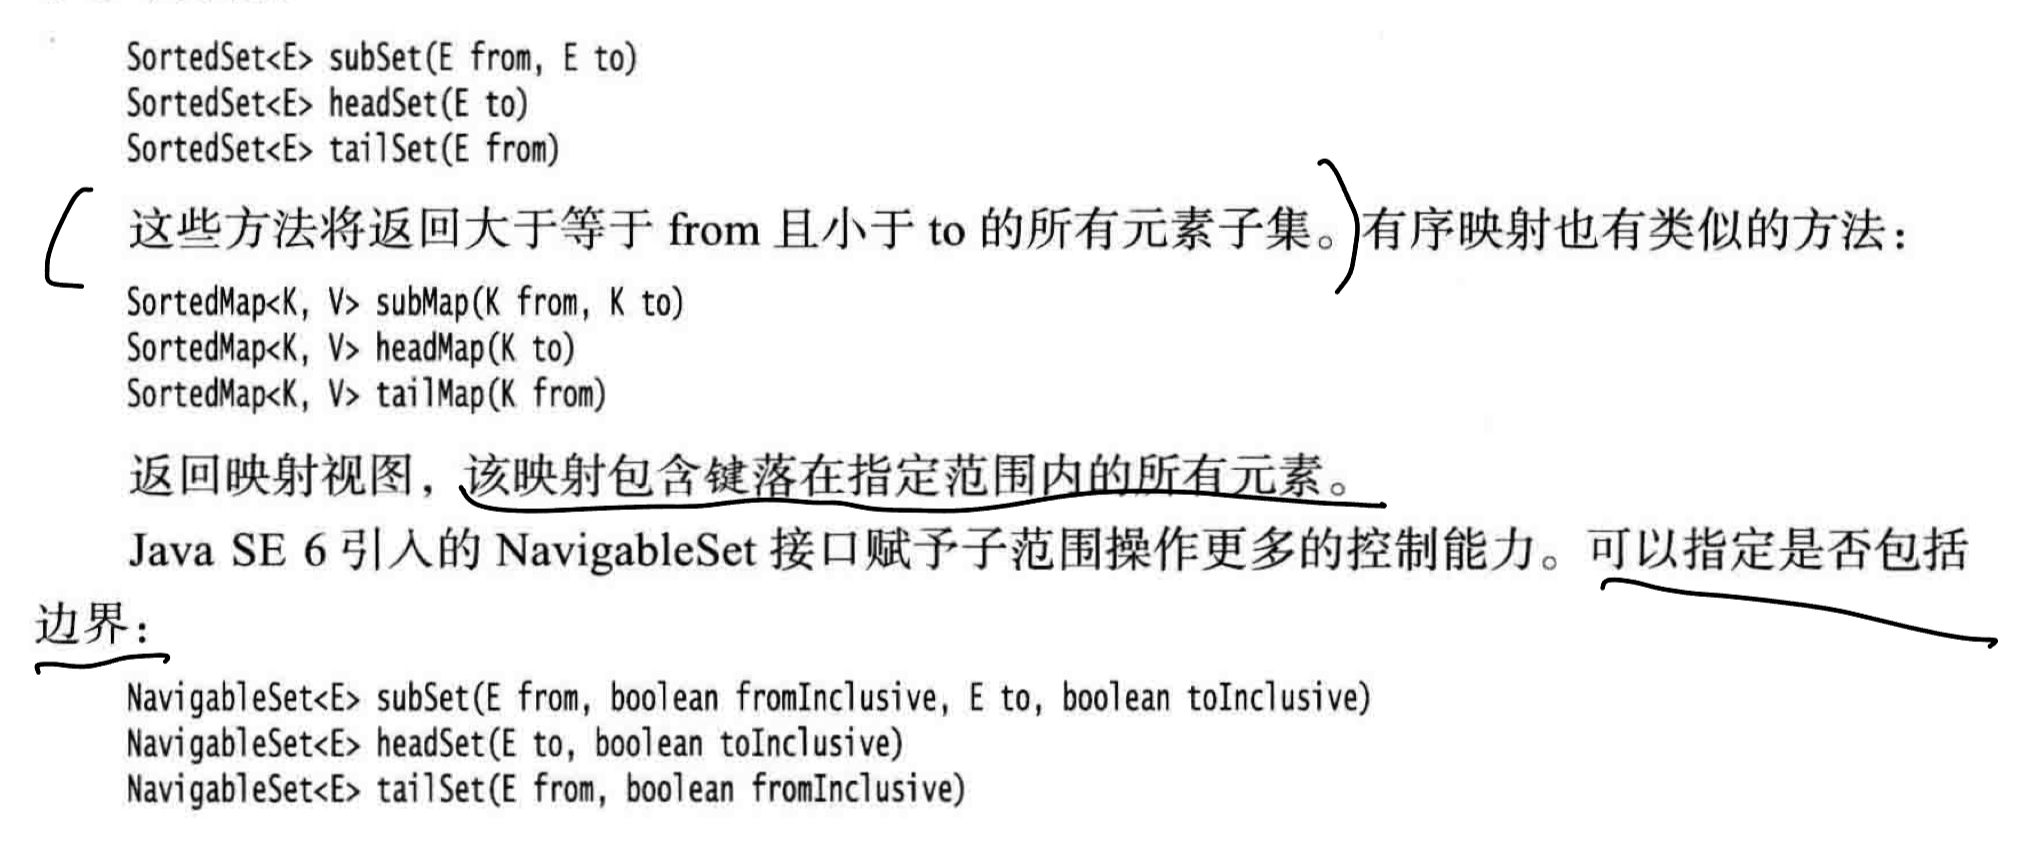 SortedSet<E> subSet(E from, E to)
SortedSet<E> headSet(E to)
SortedSet<E> tailSet(E from)
这些方法将返回大于等于 from 且小于 to 的所有元素子集。有序映射也有类似的方法：
SortedMap<K, V> subMap(K from, K to)
SortedMap<K, V> headMap(K to)
SortedMap<K, V> tailMap(K from)
返回映射视图，该映射包含键落在指定范围内的所有元素。
Java SE 6 引入的 NavigableSet 接口赋予子范围操作更多的控制能力。可以指定是否包括
边界：
NavigableSet<E> subSet(E from, boolean fromInclusive, E to, boolean toInclusive)
NavigableSet<E> headSet(E to, boolean toInclusive)
NavigableSet<E> tailSet(E from, boolean fromInclusive)